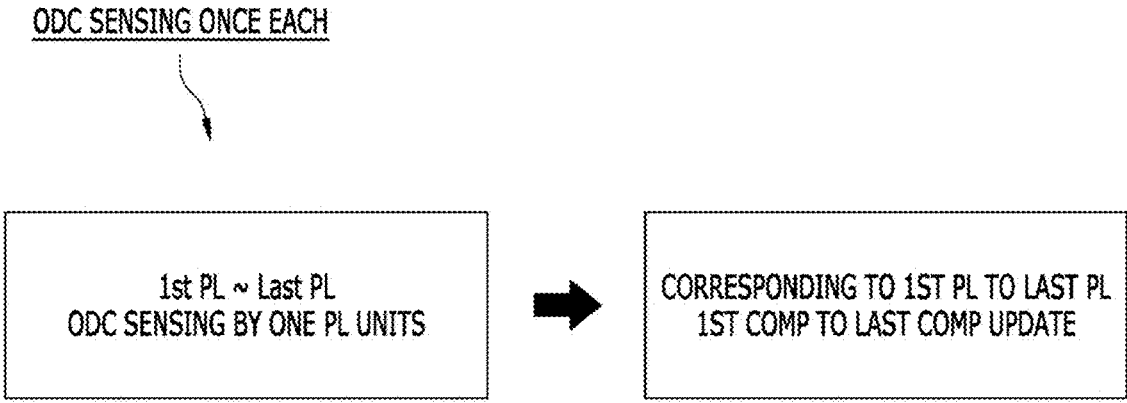 ODC SENSING ONCE EACH
1st PL ~ Last PL
ODC SENSING BY ONE PL UNITS
CORRESPONDING TO 1ST PL TO LAST PL
1ST COMP TO LAST COMP UPDATE